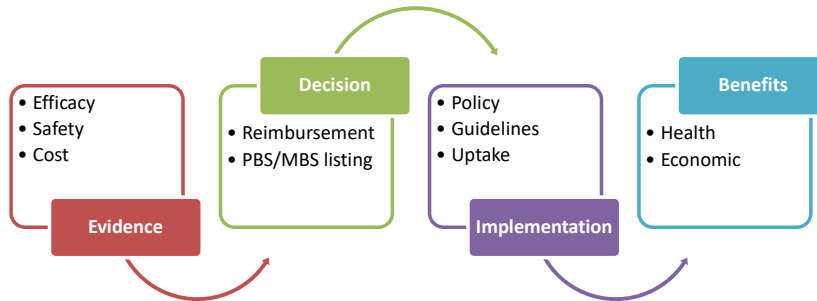 • Efficacy
• Safety
• Cost
Evidence
Decision
• Reimbursement
• PBS/MBS listing
• Policy
• Guidelines
• Uptake
Implementation
Benefits
• Health
• Economic